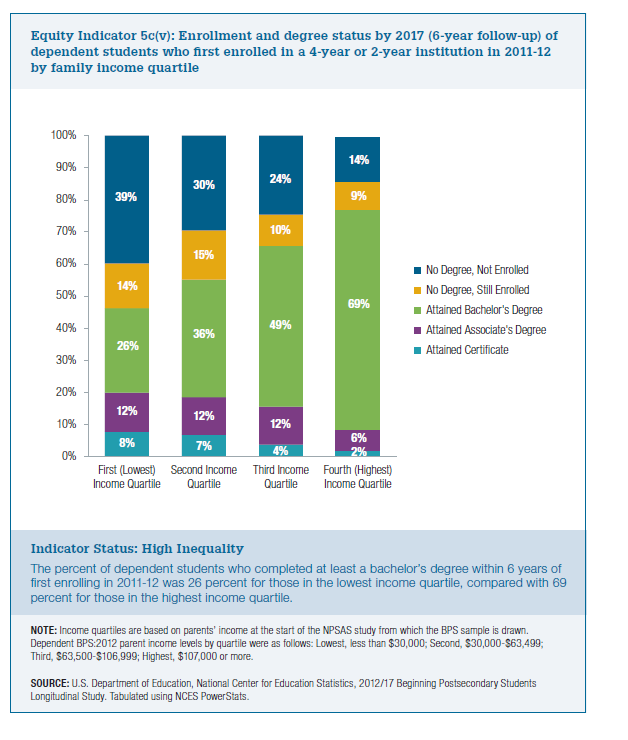 Equity Indicator 5c(v): Enrollment and degree status by 2017 (6-year follow-up) of
dependent students who first enrolled in a 4-year or 2-year institution in 2011-12
by family income quartile
100%
90%
80%
70%
60%
50%
40%
30%
20%
10%
0%
39%
14%
26%
12%
8%
30%
15%
36%
12%
7%
24%
10%
49%
12%
4%
14%
9%
69%
6%
2%
First (Lowest)
Income Quartile
Second Income
Quartile
Third Income
Quartile
Fourth (Highest)
Income Quartile
No Degree, Not Enrolled
No Degree, Still Enrolled
Attained Bachelor's Degree
Attained Associate's Degree
Attained Certificate
Indicator Status: High Inequality
The percent of dependent students who completed at least a bachelor's degree within 6 years of
first enrolling in 2011-12 was 26 percent for those in the lowest income quartile, compared with 69
percent for those in the highest income quartile.
NOTE: Income quartiles are based on parents' income at the start of the NPSAS study from which the BPS sample is drawn.
Dependent BPS:2012 parent income levels by quartile were as follows: Lowest, less than $30,000; Second, $30,000-$63,499;
Third, $63,500-$106,999; Highest, $107,000 or more.
SOURCE: U.S. Department of Education, National Center for Education Statistics, 2012/17 Beginning Postsecondary Students
Longitudinal Study. Tabulated using NCES PowerStats.